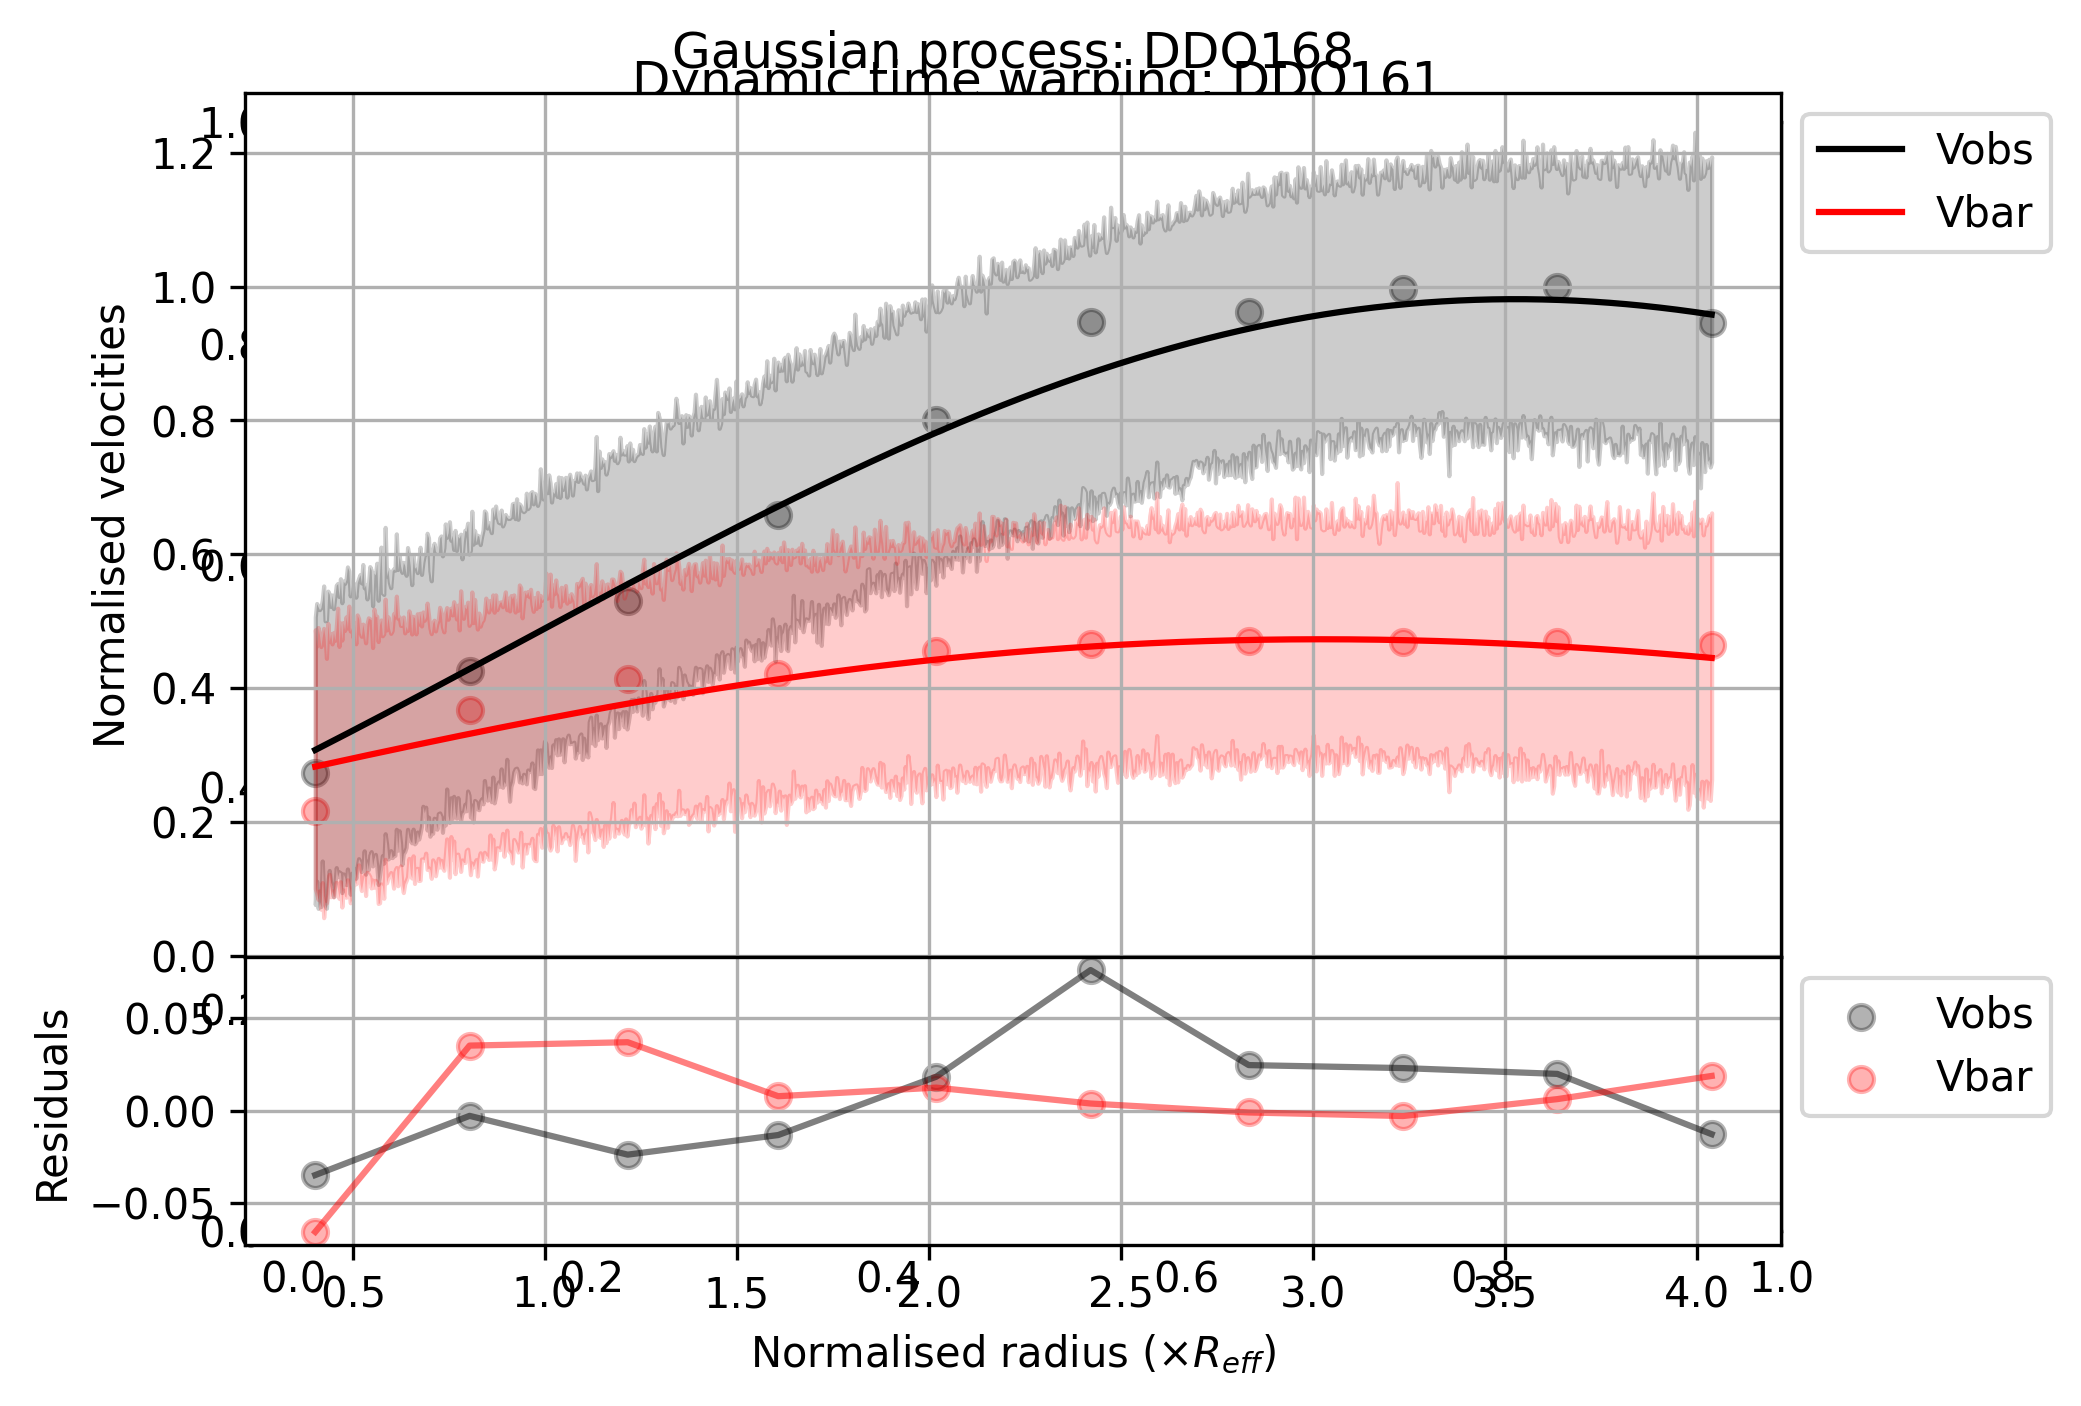 Gaussian process: DDO168
Dynamic time warping: DDO161
Normalised velocities
1.2
1.0
0.8
0.6
0.4
0.2
0.0
Vobs
Vbar
Residuals
0.05
0.00
−0.05
Vobs
Vbar
0.0 0.2 0.4 0.6 0.8 1.0
0.5 1.0 1.5 2.0 2.5 3.0 3.5 4.0
Normalised radius (×R_eff)